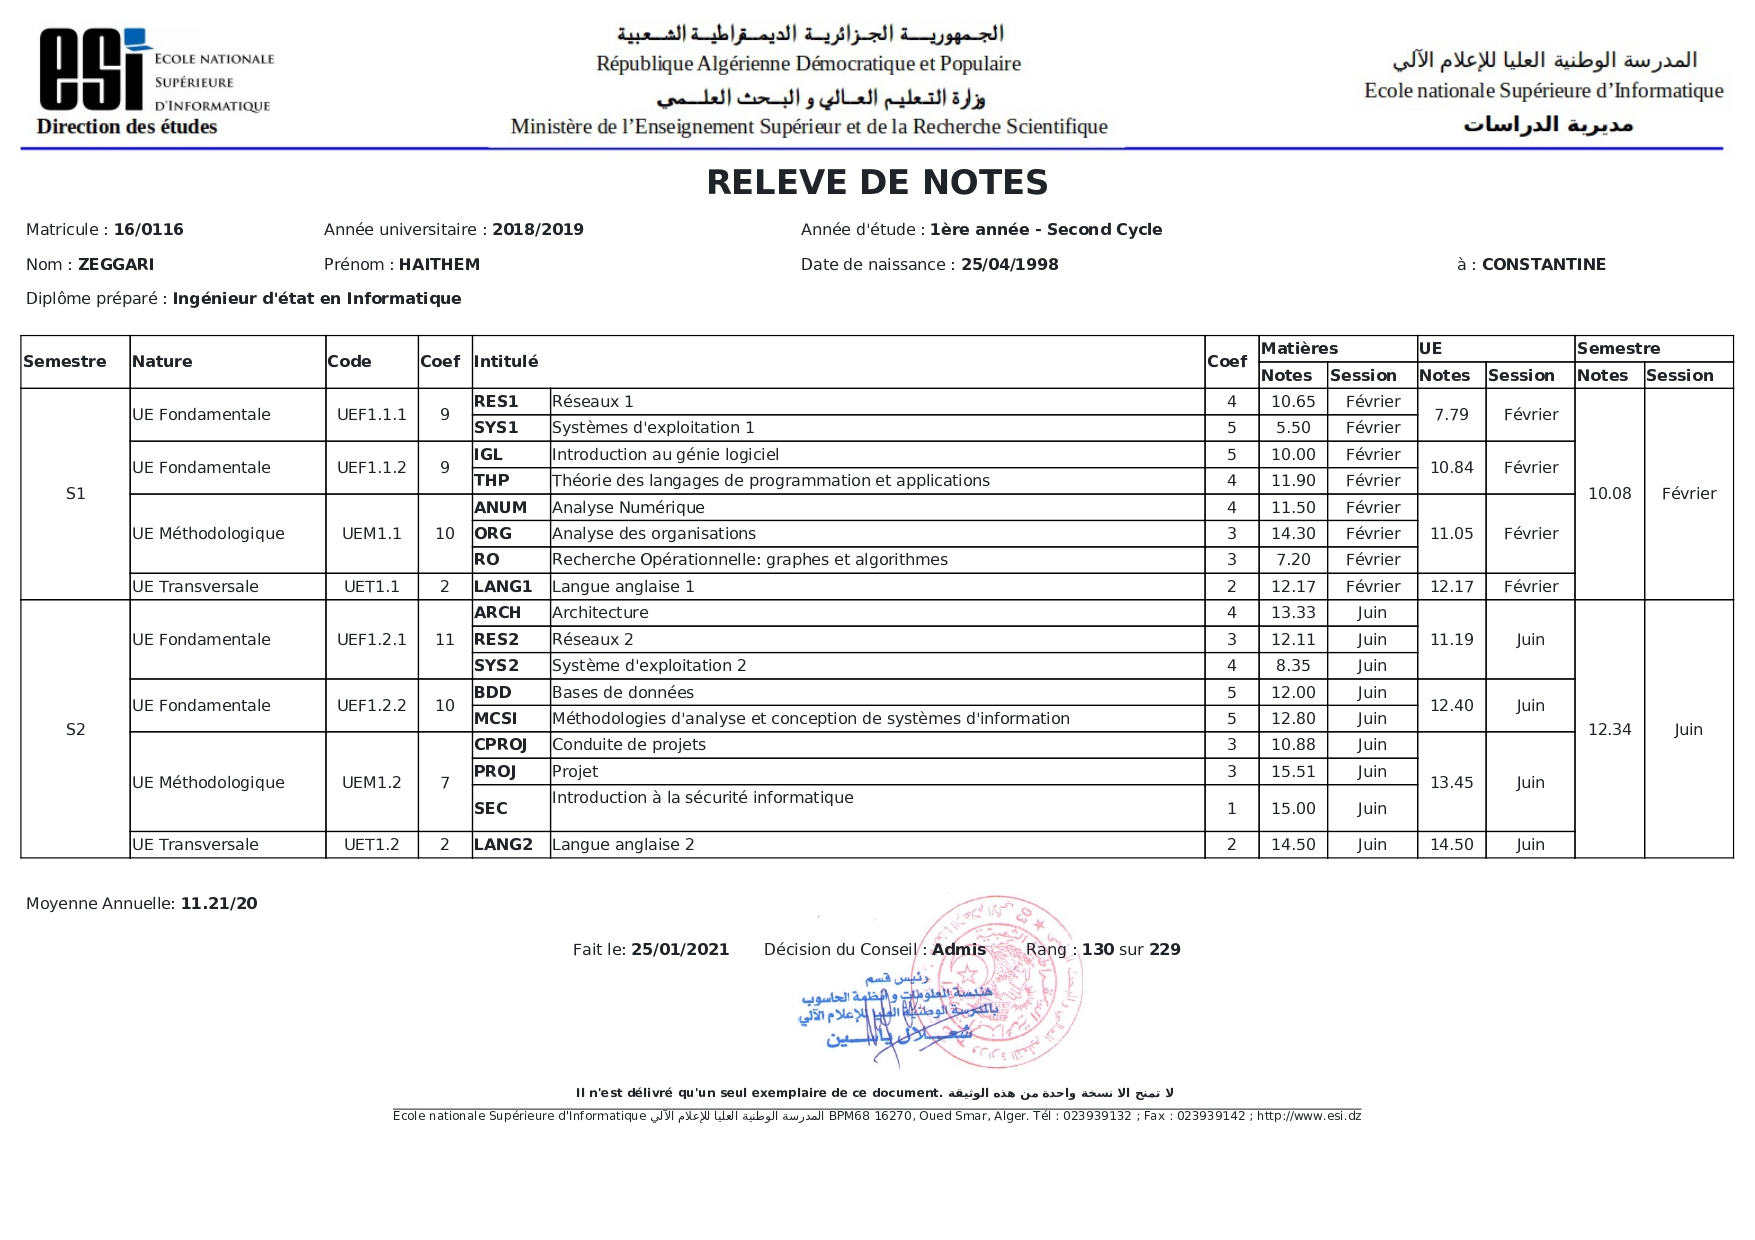 esi ECOLE NATIONALE
SUPÉRIEURE
D'INFORMATIQUE
Direction des études
الجـمهوريــــة الجـزائريــة الديمـقراطيــة الشـعبية
République Algérienne Démocratique et Populaire
وزارة التـعليـم العـالي و البـحث العلـــمي
Ministère de l’Enseignement Supérieur et de la Recherche Scientifique
المدرسة الوطنية العليا للإعلام الآلي
Ecole nationale Supérieure d’Informatique
مديرية الدراسات
RELEVE DE NOTES
Matricule : 16/0116 Année universitaire : 2018/2019 Année d'étude : 1ère année - Second Cycle
Nom : ZEGGARI Prénom : HAITHEM Date de naissance : 25/04/1998 à : CONSTANTINE
Diplôme préparé : Ingénieur d'état en Informatique
Semestre Nature Code Coef Intitulé Coef Matières UE Semestre
Notes Session Notes Session Notes Session
S1 UE Fondamentale UEF1.1.1 9 RES1 Réseaux 1 4 10.65 Février 7.79 Février 10.08 Février
SYS1 Systèmes d'exploitation 1 5 5.50 Février
UE Fondamentale UEF1.1.2 9 IGL Introduction au génie logiciel 5 10.00 Février 10.84 Février
THP Théorie des langages de programmation et applications 4 11.90 Février
UE Méthodologique UEM1.1 10 ANUM Analyse Numérique 4 11.50 Février 11.05 Février
ORG Analyse des organisations 3 14.30 Février
RO Recherche Opérationnelle: graphes et algorithmes 3 7.20 Février
UE Transversale UET1.1 2 LANG1 Langue anglaise 1 2 12.17 Février 12.17 Février
S2 UE Fondamentale UEF1.2.1 11 ARCH Architecture 4 13.33 Juin 11.19 Juin 12.34 Juin
RES2 Réseaux 2 3 12.11 Juin
SYS2 Système d'exploitation 2 4 8.35 Juin
UE Fondamentale UEF1.2.2 10 BDD Bases de données 5 12.00 Juin 12.40 Juin
MCSI Méthodologies d'analyse et conception de systèmes d'information 5 12.80 Juin
UE Méthodologique UEM1.2 7 CPROJ Conduite de projets 3 10.88 Juin 13.45 Juin
PROJ Projet 3 15.51 Juin
SEC Introduction à la sécurité informatique 1 15.00 Juin
UE Transversale UET1.2 2 LANG2 Langue anglaise 2 2 14.50 Juin 14.50 Juin
Moyenne Annuelle: 11.21/20
Fait le: 25/01/2021 Décision du Conseil : Admis Rang : 130 sur 229
رئيس قسم
هندسة المعلومات و أنظمة الحاسوب
بالمدرسة الوطنية العليا للإعلام الآلي
شعـــلال ياســـين
Il n'est délivré qu'un seul exemplaire de ce document. لا تمنح الا نسخة واحدة من هذه الوثيقة
Ecole nationale Supérieure d'Informatique المدرسة الوطنية العليا للإعلام الآلي BPM68 16270, Oued Smar, Alger. Tél : 023939132 ; Fax : 023939142 ; http://www.esi.dz